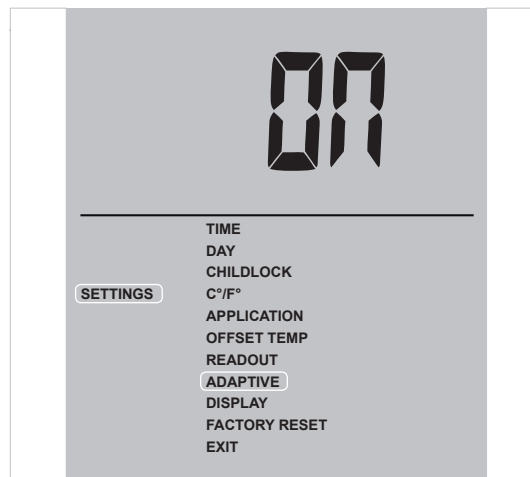 ON
TIME
DAY
CHILDLOCK
SETTINGS C°/F°
APPLICATION
OFFSET TEMP
READOUT
ADAPTIVE
DISPLAY
FACTORY RESET
EXIT